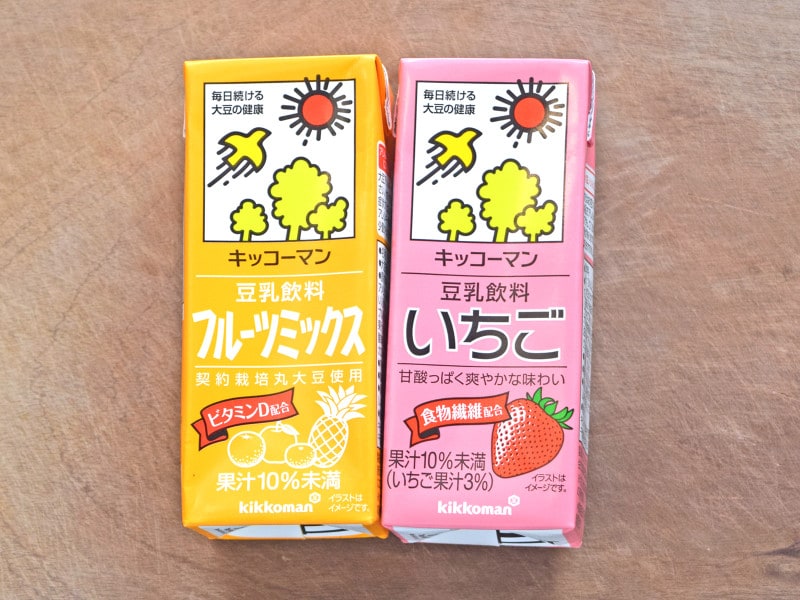 毎日続ける
大豆の健康
キッコーマン
豆乳飲料
フルーツミックス
契約栽培丸大豆使用
ビタミンD配合
果汁10%未満
イラストは
イメージです。
kikkoman
毎日続ける
大豆の健康
キッコーマン
豆乳飲料
いちご
甘酸っぱく爽やかな味わい
食物繊維配合
果汁10%未満
(いちご果汁3%)
イラストは
イメージです。
kikkoman